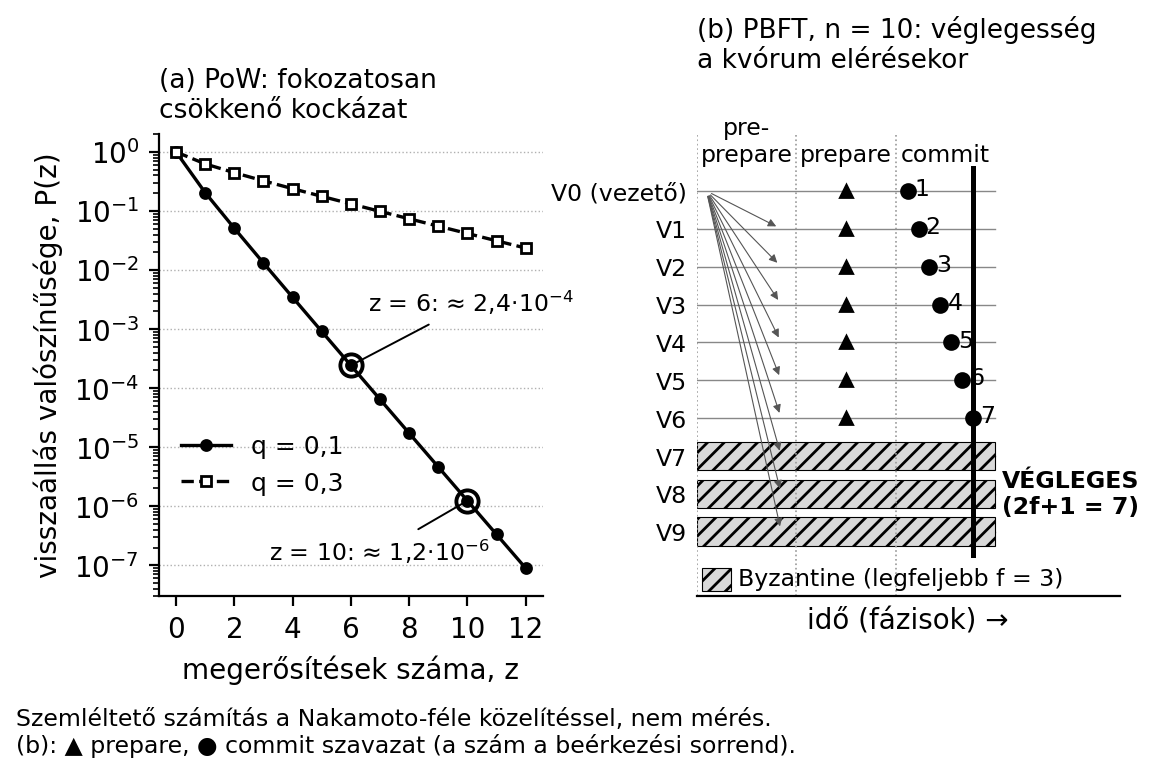 (a) PoW: fokozatosan
csökkenő kockázat
visszaállás valószínűsége, P(z)
10⁰
10⁻¹
10⁻²
10⁻³
10⁻⁴
10⁻⁵
10⁻⁶
10⁻⁷
z = 6: ≈ 2,4·10⁻⁴
q = 0,1
q = 0,3
z = 10: ≈ 1,2·10⁻⁶
0 2 4 6 8 10 12
megerősítések száma, z
(b) PBFT, n = 10: véglegesség
a kvórum elérésekor
pre-
prepare prepare commit
V0 (vezető) 1
V1 2
V2 3
V3 4
V4 5
V5 6
V6 7
V7
V8
V9
VÉGLEGES
(2f+1 = 7)
Byzantine (legfeljebb f = 3)
idő (fázisok) →
Szemléltető számítás a Nakamoto-féle közelítéssel, nem mérés.
(b): ▲ prepare, ● commit szavazat (a szám a beérkezési sorrend).